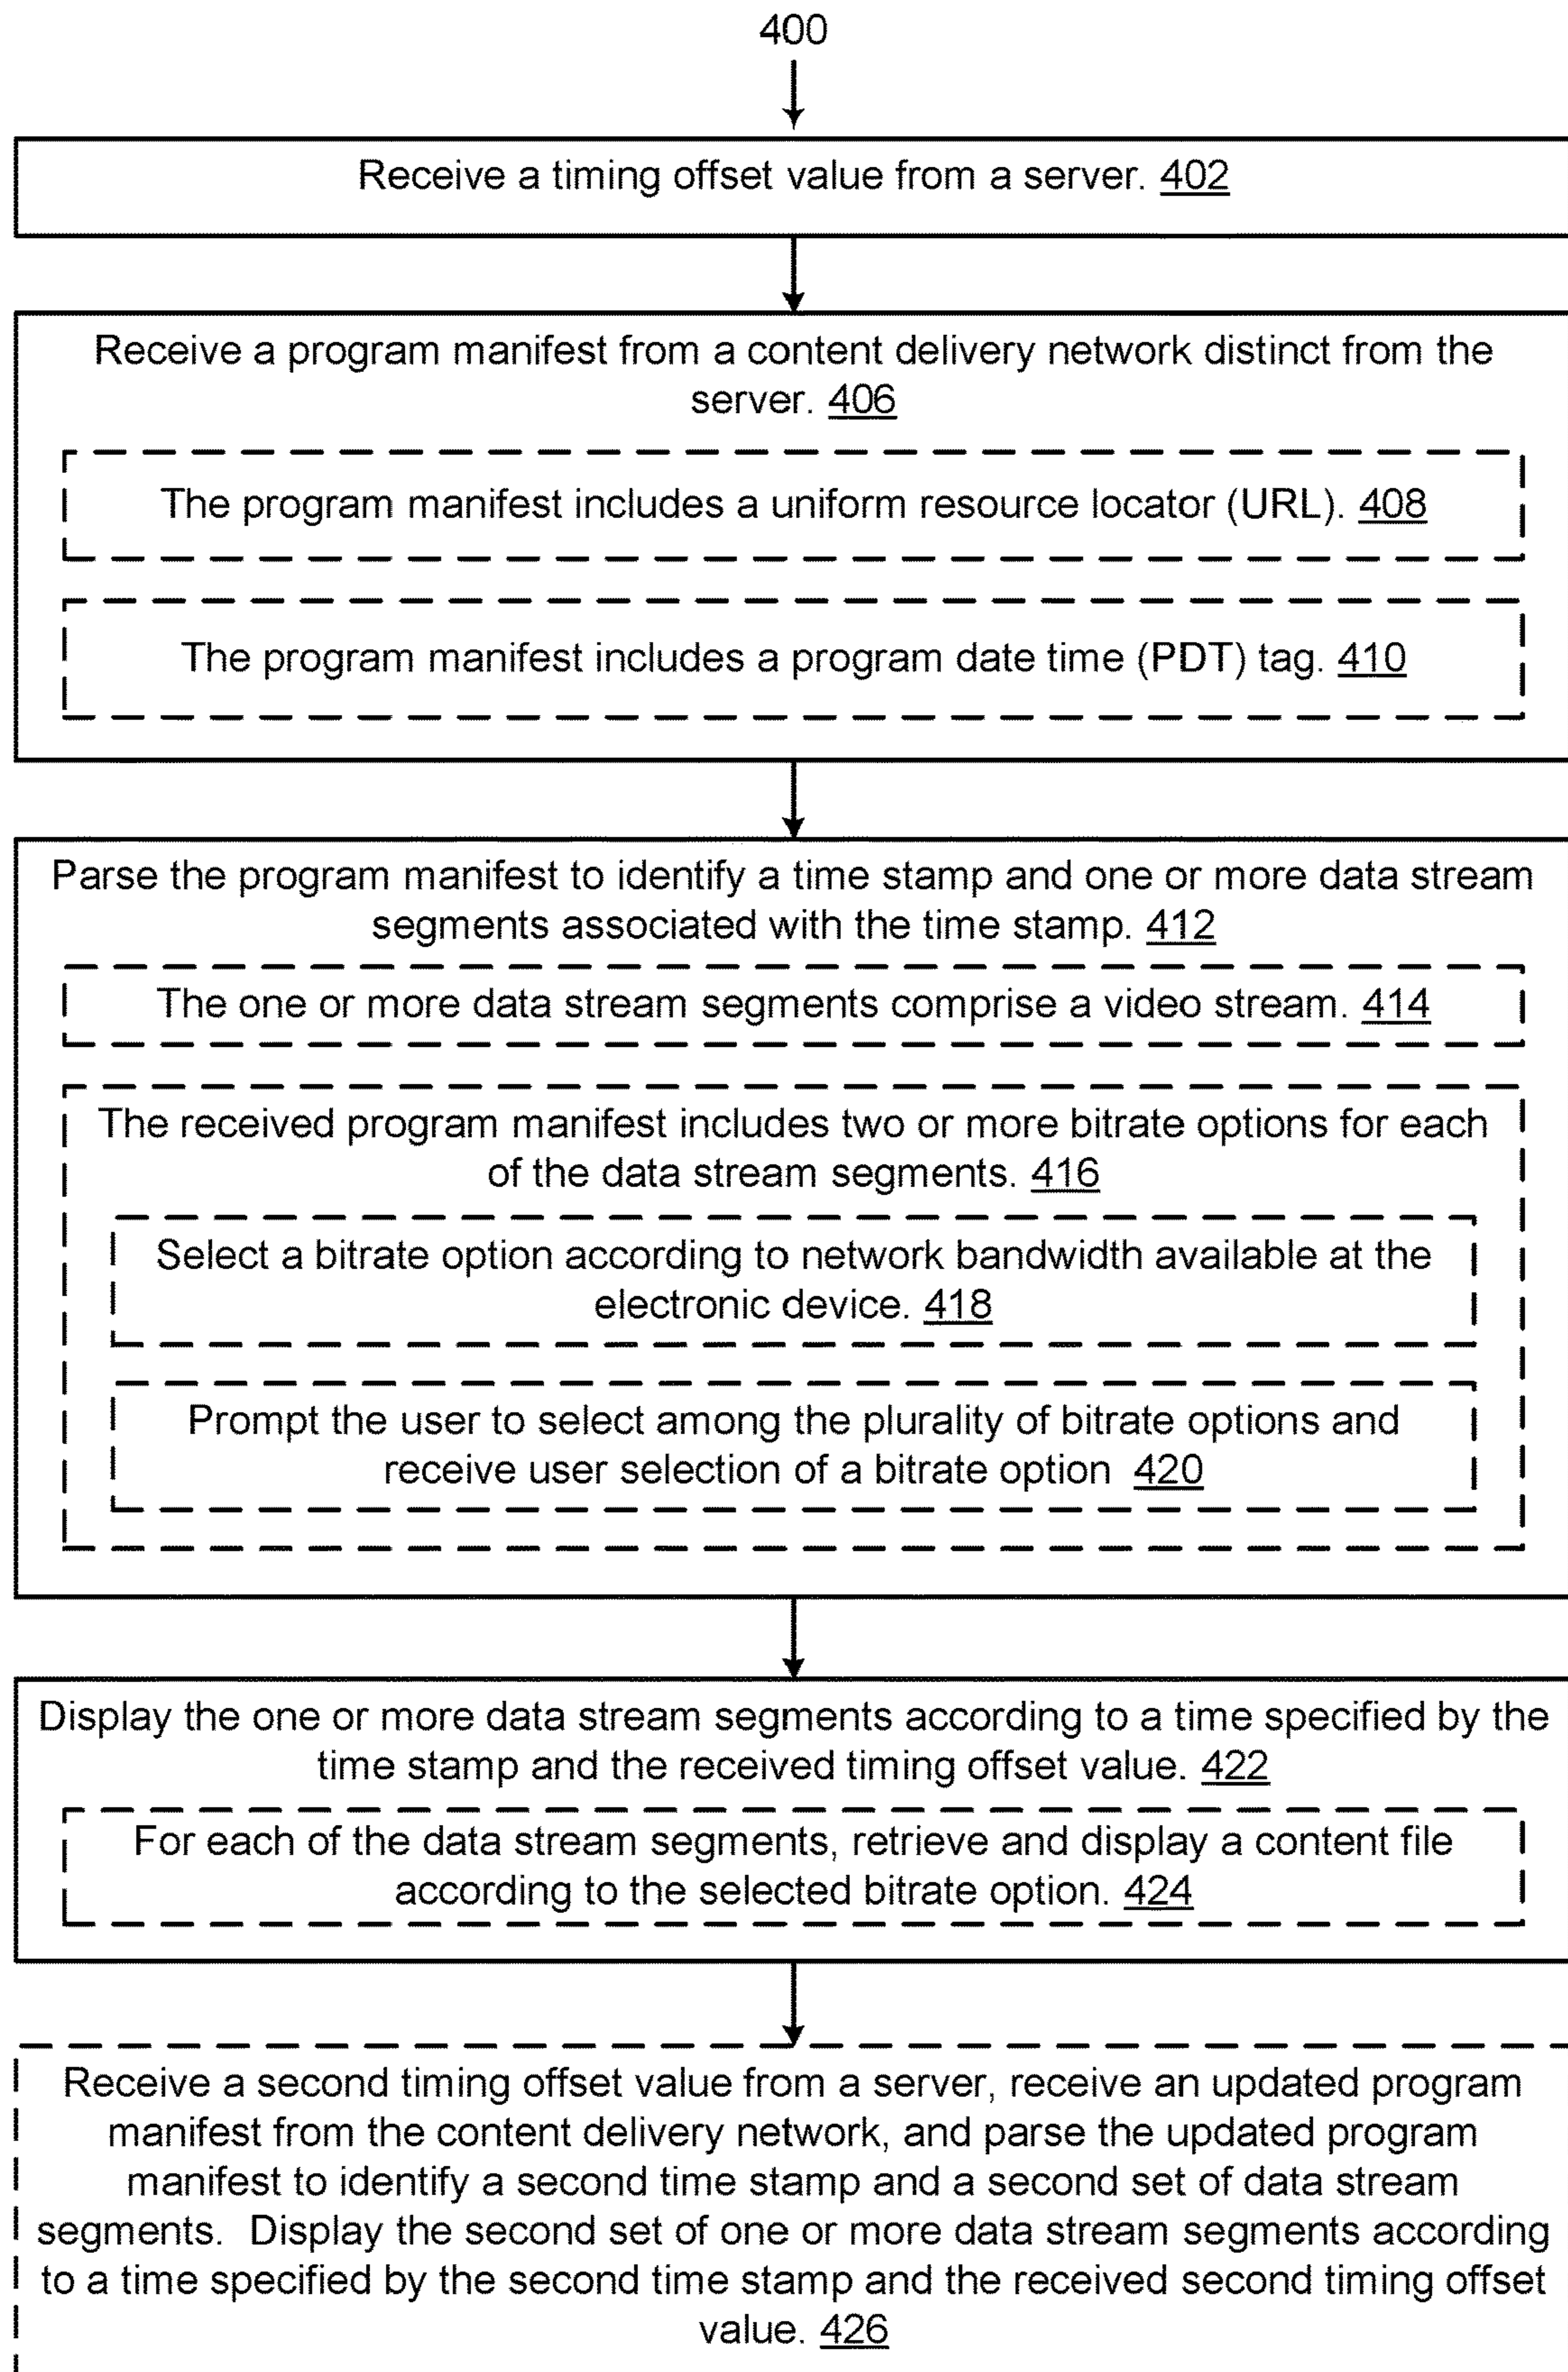 400
Receive a timing offset value from a server. 402
Receive a program manifest from a content delivery network distinct from the
server. 406
The program manifest includes a uniform resource locator (URL). 408
The program manifest includes a program date time (PDT) tag. 410
Parse the program manifest to identify a time stamp and one or more data stream
segments associated with the time stamp. 412
The one or more data stream segments comprise a video stream. 414
The received program manifest includes two or more bitrate options for each
of the data stream segments. 416
Select a bitrate option according to network bandwidth available at the
electronic device. 418
Prompt the user to select among the plurality of bitrate options and
receive user selection of a bitrate option 420
Display the one or more data stream segments according to a time specified by the
time stamp and the received timing offset value. 422
For each of the data stream segments, retrieve and display a content file
according to the selected bitrate option. 424
Receive a second timing offset value from a server, receive an updated program
manifest from the content delivery network, and parse the updated program
manifest to identify a second time stamp and a second set of data stream
segments. Display the second set of one or more data stream segments according
to a time specified by the second time stamp and the received second timing offset
value. 426